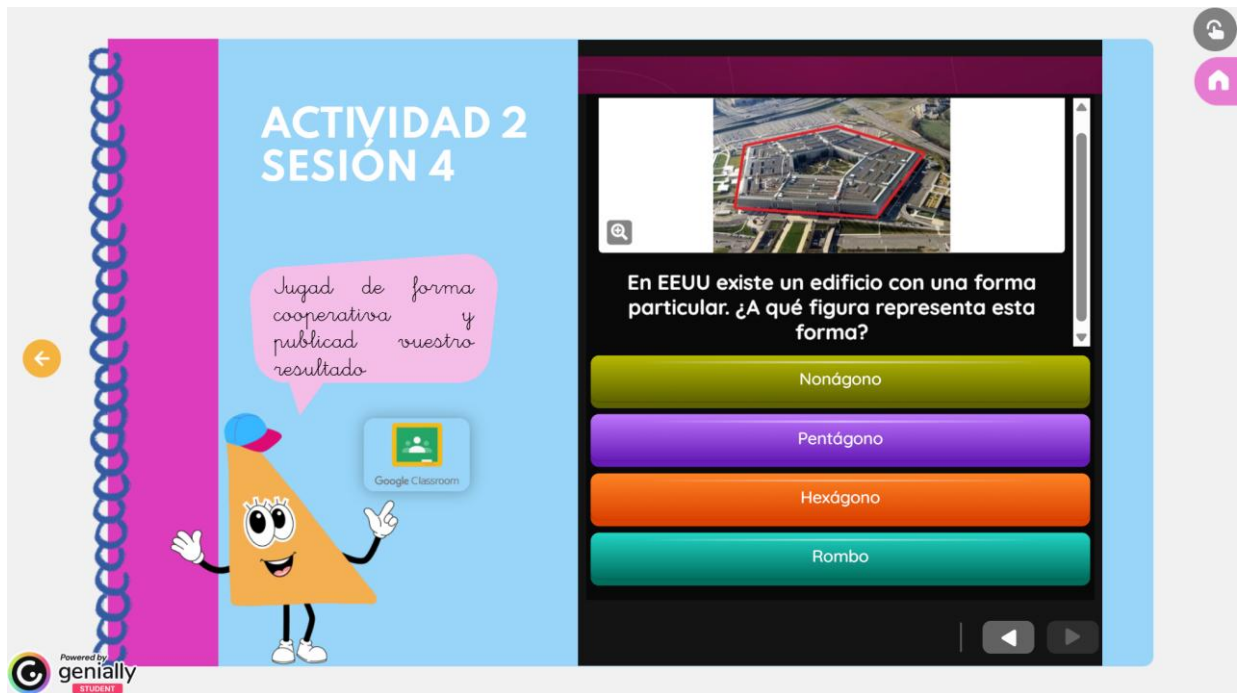 ACTIVIDAD 2
SESIÓN 4
Jugad de forma
cooperativa y
publicad vuestro
resultado
Google Classroom
En EEUU existe un edificio con una forma
particular. ¿A qué figura representa esta
forma?
Nonágono
Pentágono
Hexágono
Rombo
Powered by
genially
STUDENT